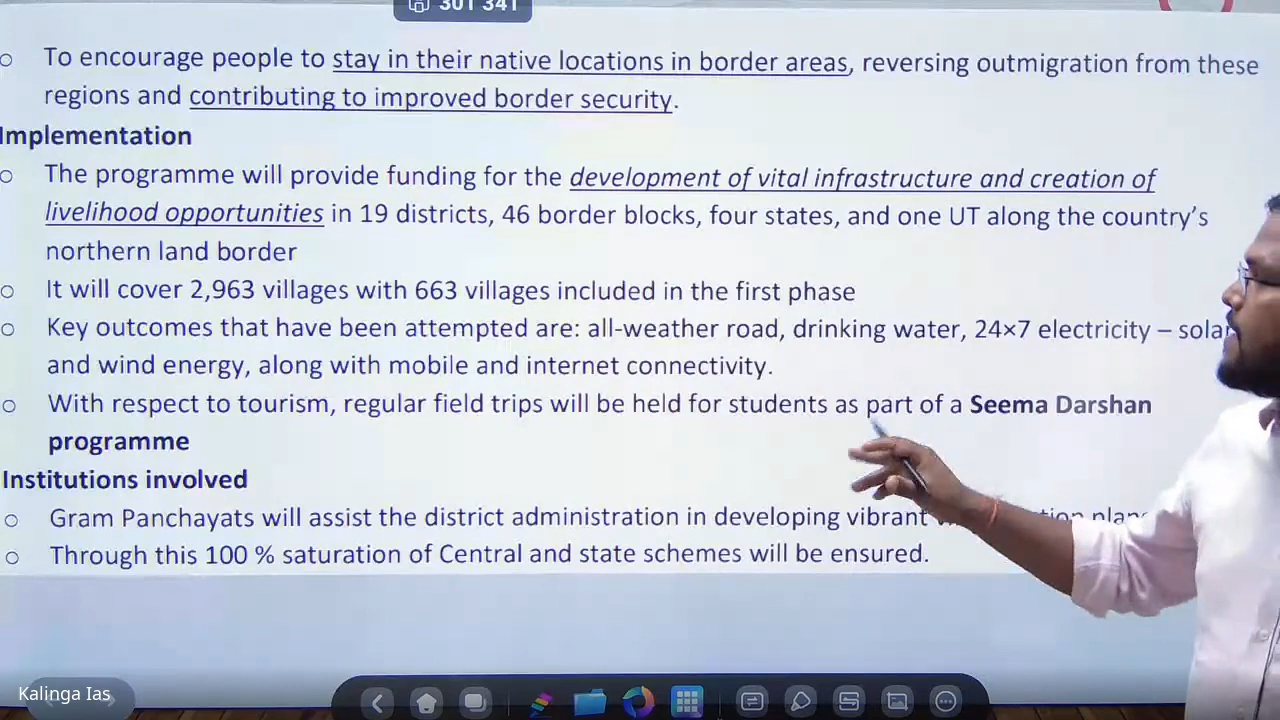 301 341
To encourage people to stay in their native locations in border areas, reversing outmigration from these
regions and contributing to improved border security.
Implementation
The programme will provide funding for the development of vital infrastructure and creation of
livelihood opportunities in 19 districts, 46 border blocks, four states, and one UT along the country's
northern land border
It will cover 2,963 villages with 663 villages included in the first phase
Key outcomes that have been attempted are: all-weather road, drinking water, 24×7 electricity – solar
and wind energy, along with mobile and internet connectivity.
With respect to tourism, regular field trips will be held for students as part of a Seema Darshan
programme
Institutions involved
Gram Panchayats will assist the district administration in developing vibrant
Through this 100 % saturation of Central and state schemes will be ensured.
Kalinga Ias